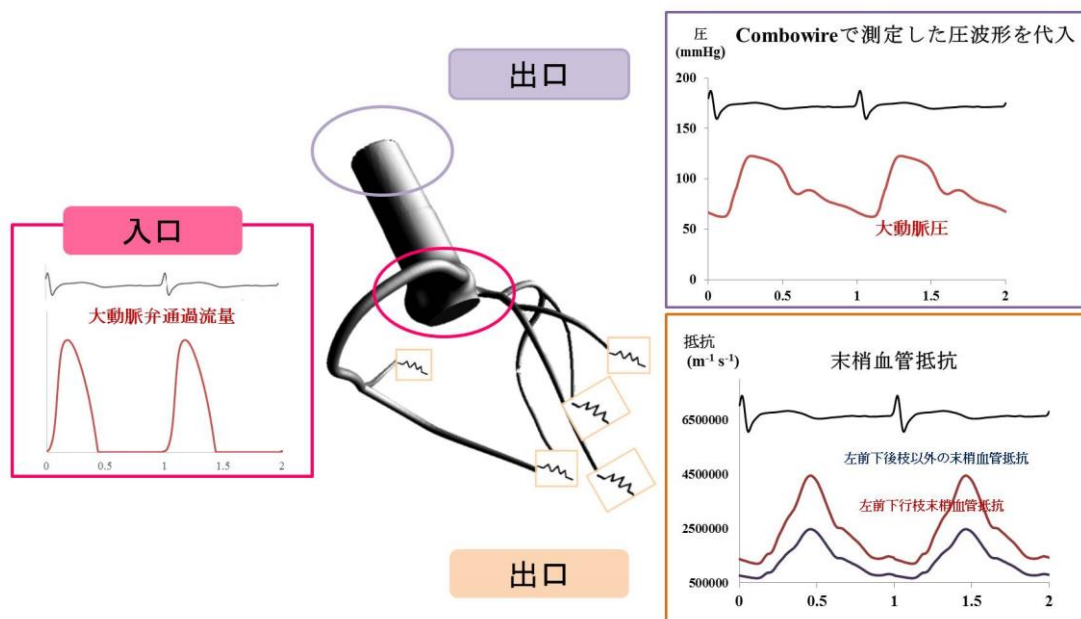 出口
入口
大動脈弁通過流量
0
0.5
1
1.5
2
出口
圧
(mmHg)
Combowireで測定した圧波形を代入
200
150
100
50
0
大動脈圧
0
0.5
1
1.5
2
抵抗
(m⁻¹ s⁻¹)
末梢血管抵抗
6500000
4500000
2500000
500000
左前下後枝以外の末梢血管抵抗
左前下行枝末梢血管抵抗
0
0.5
1
1.5
2